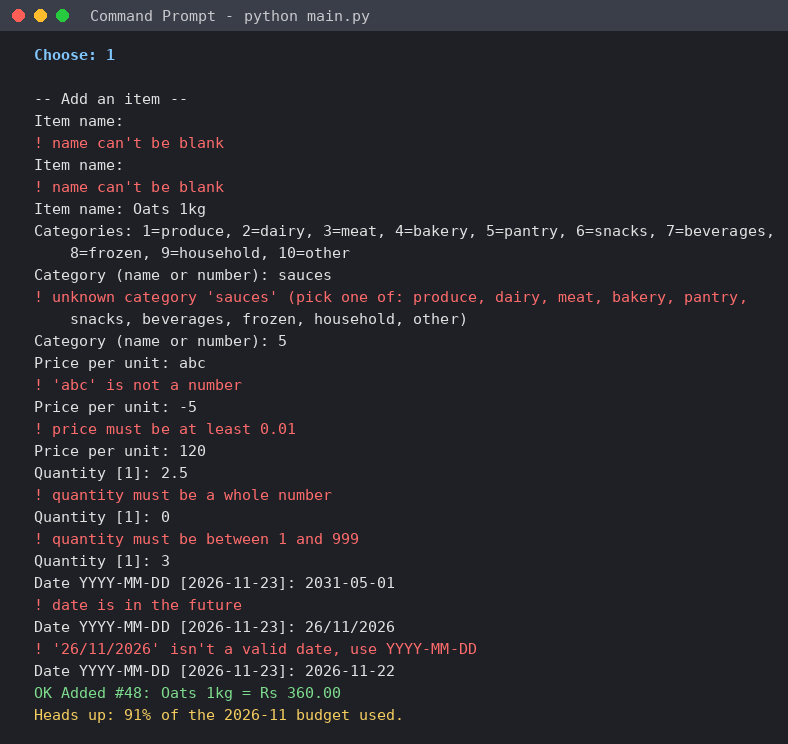 Command Prompt - python main.py
Choose: 1
-- Add an item --
Item name:
! name can't be blank
Item name:
! name can't be blank
Item name: Oats 1kg
Categories: 1=produce, 2=dairy, 3=meat, 4=bakery, 5=pantry, 6=snacks, 7=beverages,
8=frozen, 9=household, 10=other
Category (name or number): sauces
! unknown category 'sauces' (pick one of: produce, dairy, meat, bakery, pantry,
snacks, beverages, frozen, household, other)
Category (name or number): 5
Price per unit: abc
! 'abc' is not a number
Price per unit: -5
! price must be at least 0.01
Price per unit: 120
Quantity [1]: 2.5
! quantity must be a whole number
Quantity [1]: 0
! quantity must be between 1 and 999
Quantity [1]: 3
Date YYYY-MM-DD [2026-11-23]: 2031-05-01
! date is in the future
Date YYYY-MM-DD [2026-11-23]: 26/11/2026
! '26/11/2026' isn't a valid date, use YYYY-MM-DD
Date YYYY-MM-DD [2026-11-23]: 2026-11-22
OK Added #48: Oats 1kg = Rs 360.00
Heads up: 91% of the 2026-11 budget used.